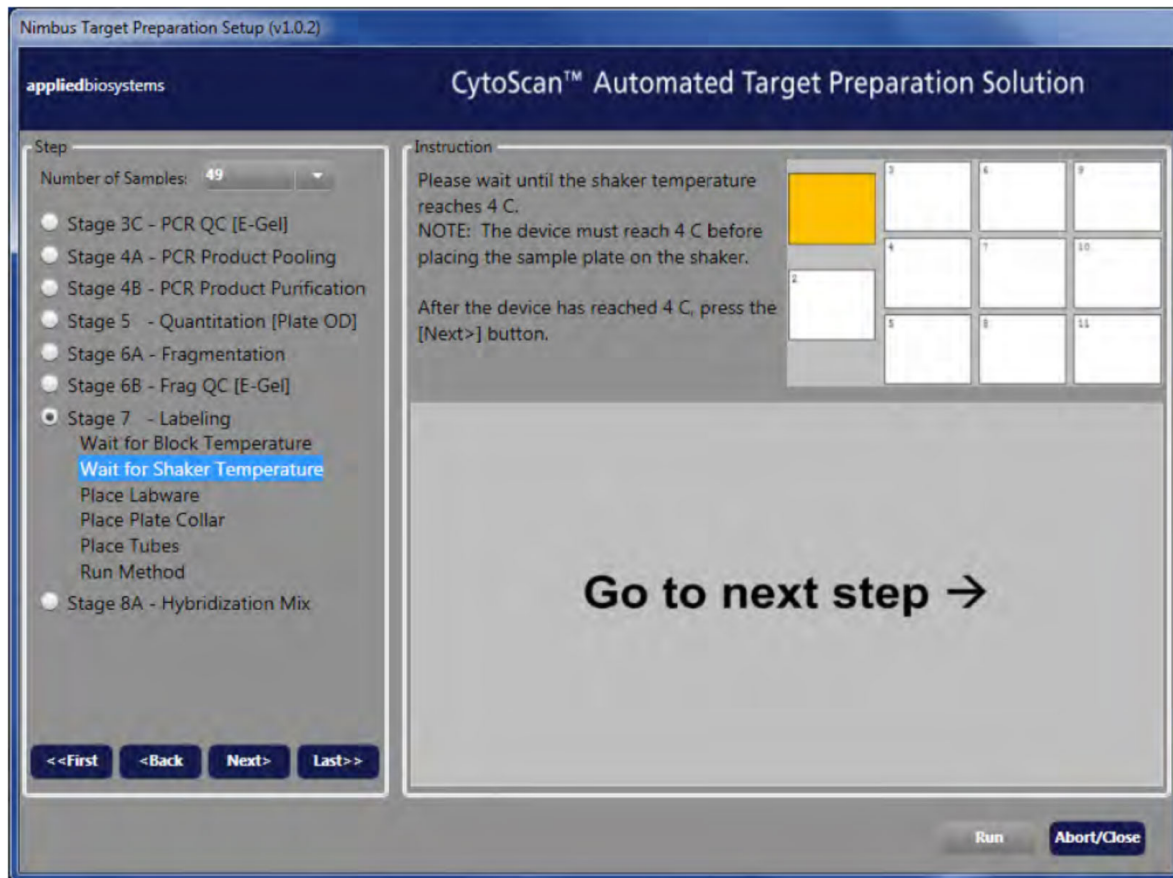 Nimbus Target Preparation Setup (v1.0.2)
appliedbiosystems
CytoScan™ Automated Target Preparation Solution
Step
Number of Samples: 49
Stage 3C - PCR QC [E-Gel]
Stage 4A - PCR Product Pooling
Stage 4B - PCR Product Purification
Stage 5 - Quantitation [Plate OD]
Stage 6A - Fragmentation
Stage 6B - Frag QC [E-Gel]
Stage 7 - Labeling
Wait for Block Temperature
Wait for Shaker Temperature
Place Labware
Place Plate Collar
Place Tubes
Run Method
Stage 8A - Hybridization Mix
<<First
<Back
Next>
Last>>
Instruction
Please wait until the shaker temperature
reaches 4 C.
NOTE: The device must reach 4 C before
placing the sample plate on the shaker.
After the device has reached 4 C, press the
[Next>] button.
3 6 9
4 7 10
2
5 8 11
Go to next step →
Run
Abort/Close